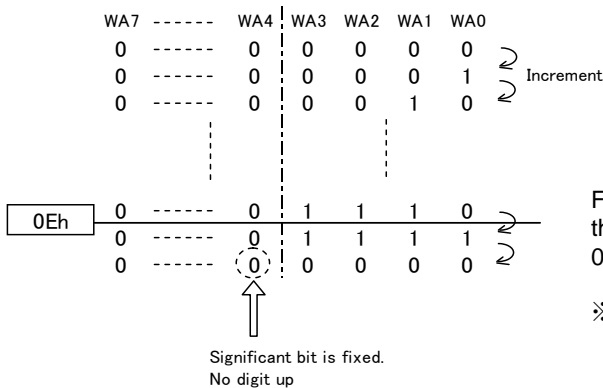 WA7 ------ WA4 WA3 WA2 WA1 WA0
0 ------ 0 0 0 0 0
0 ------ 0 0 0 0 1
Increment
0 ------ 0 0 0 1 0
0 ------ 0 1 1 1 0
0Eh
0 ------ 0 1 1 1 1
0 ------ 0 0 0 0 0
Significant bit is fixed.
No digit up
F
th
0
※